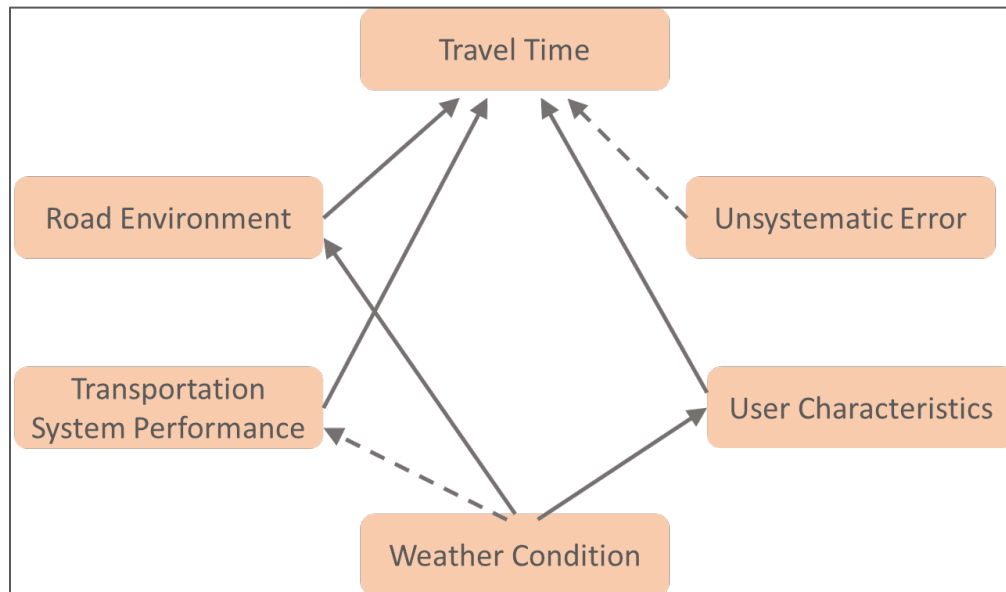 Travel Time
Road Environment
Unsystematic Error
Transportation
System Performance
User Characteristics
Weather Condition